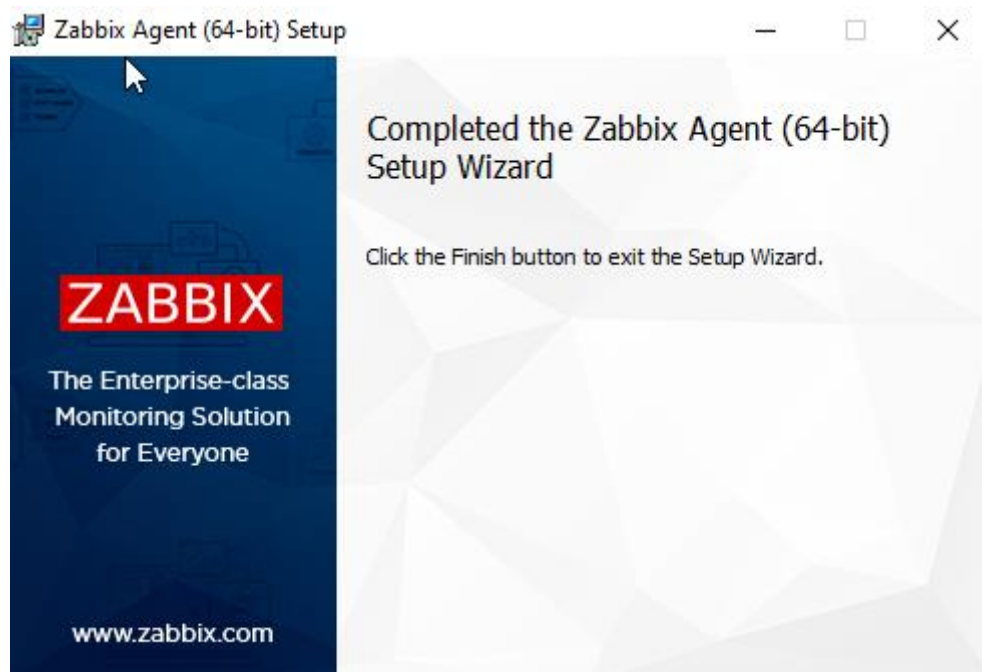 Zabbix Agent (64-bit) Setup
Completed the Zabbix Agent (64-bit)
Setup Wizard
Click the Finish button to exit the Setup Wizard.
ZABBIX
The Enterprise-class
Monitoring Solution
for Everyone
www.zabbix.com